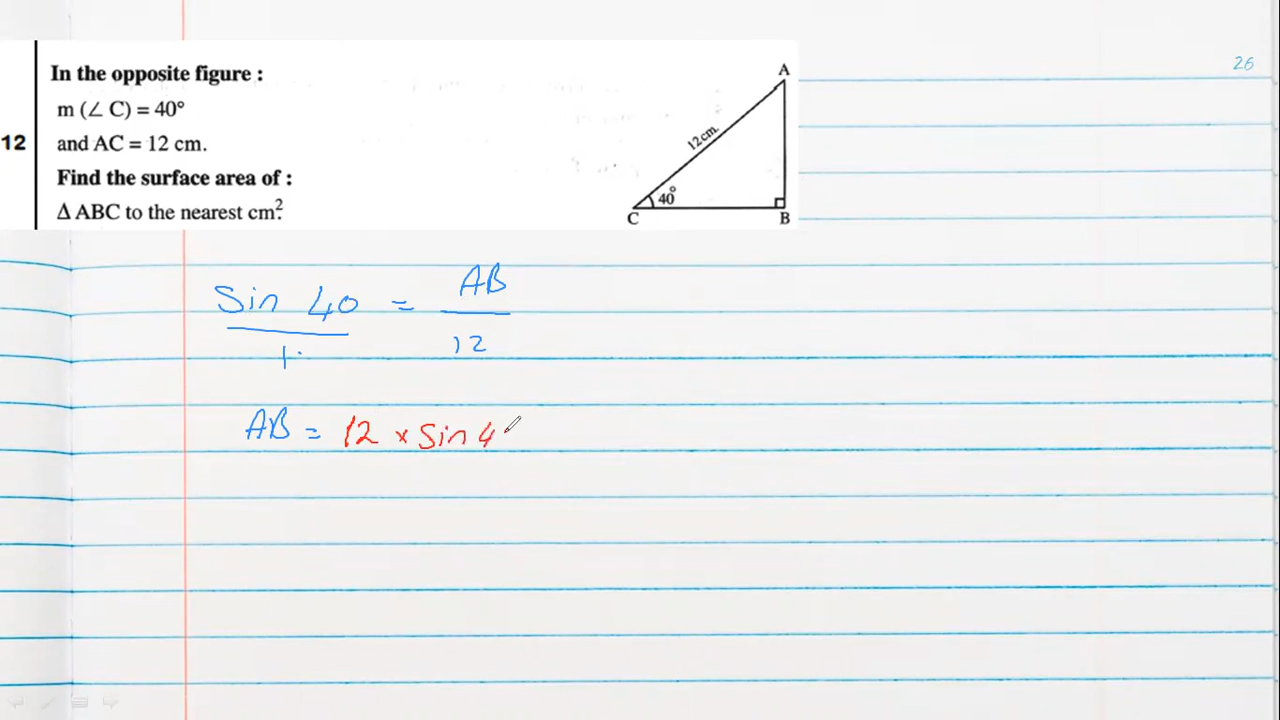 26
12
In the opposite figure :
m (∠ C) = 40°
and AC = 12 cm.
Find the surface area of :
Δ ABC to the nearest cm².
A
12 cm.
40°
C
B
Sin 40 = AB
1 12
AB = 12 × Sin 4